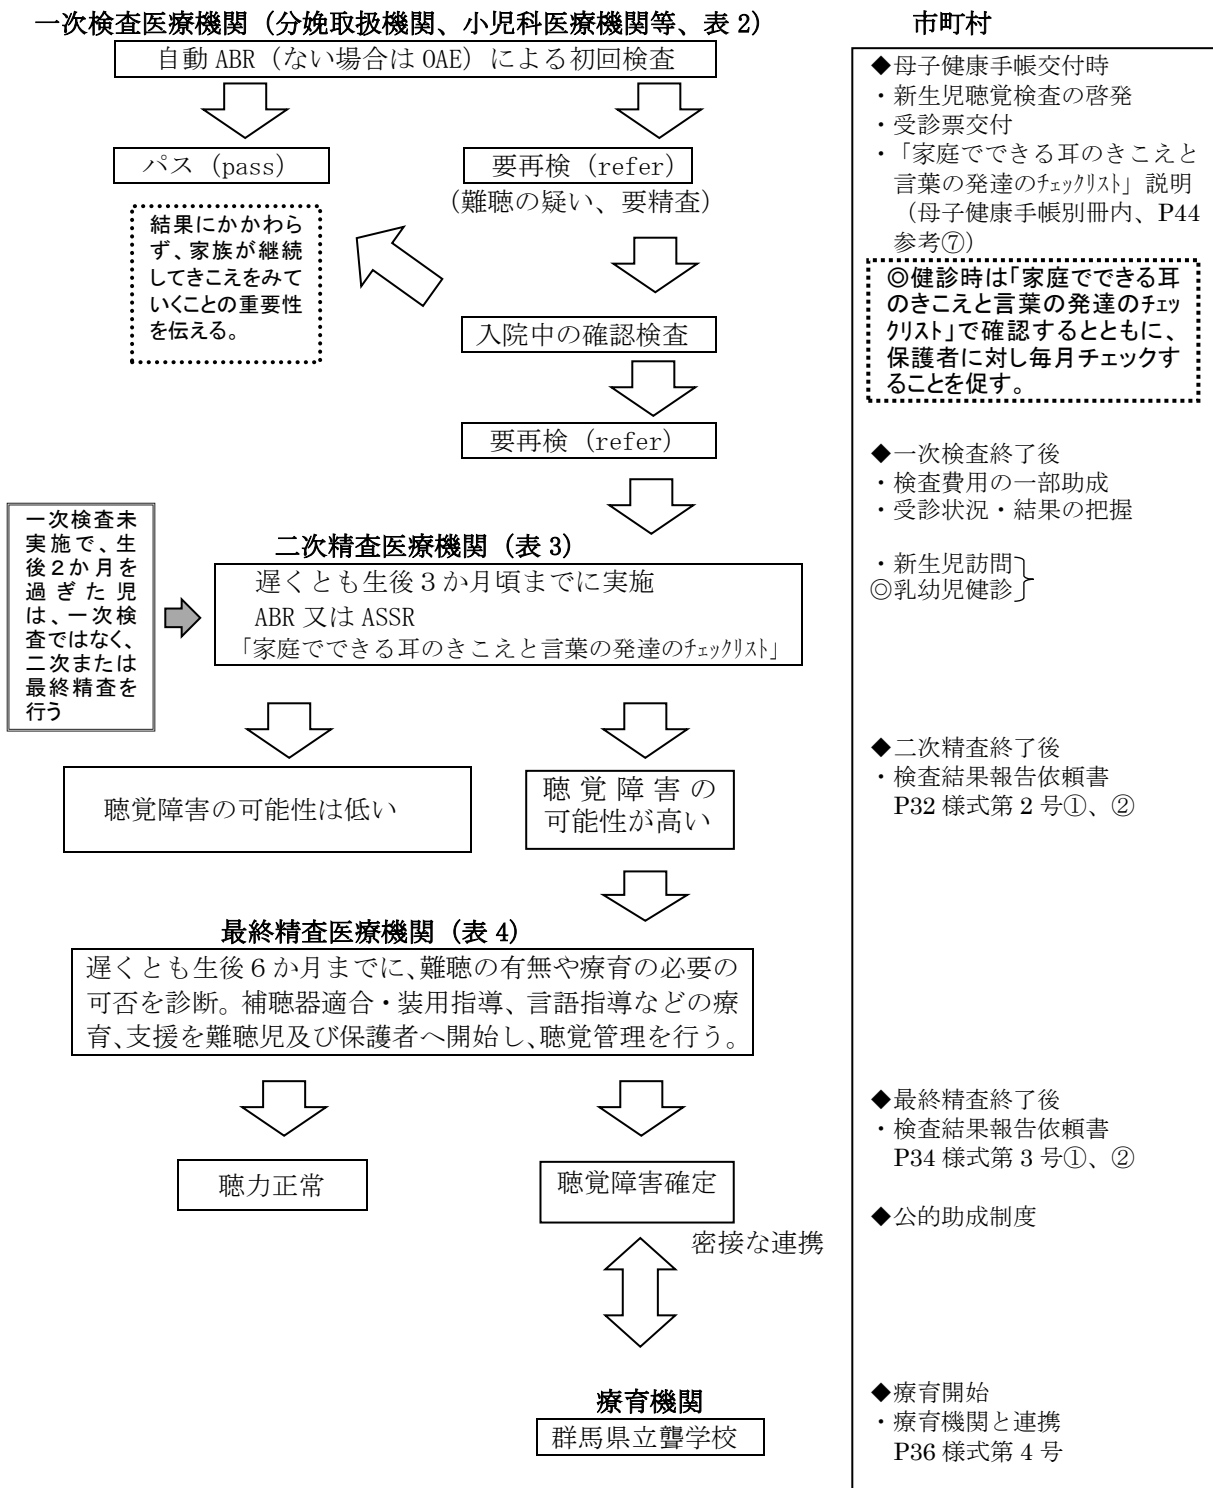 一次検査医療機関（分娩取扱機関、小児科医療機関等、表 2）
自動 ABR（ない場合は OAE）による初回検査
パス（pass）
要再検（refer）
（難聴の疑い、要精査）
結果にかかわら
ず、家族が継続
してきこえをみて
いくことの重要性
を伝える。
入院中の確認検査
要再検（refer）
一次検査未
実施で、生
後２か月を
過ぎた児
は、一次検
査ではなく、
二次または
最終精査を
行う
二次精査医療機関（表 3）
遅くとも生後３か月頃までに実施
ABR 又は ASSR
「家庭でできる耳のきこえと言葉の発達のﾁｪｯｸﾘｽﾄ」
聴覚障害の可能性は低い
聴覚障害の
可能性が高い
最終精査医療機関（表 4）
遅くとも生後６か月までに、難聴の有無や療育の必要の
可否を診断。補聴器適合・装用指導、言語指導などの療
育、支援を難聴児及び保護者へ開始し、聴覚管理を行う。
聴力正常
聴覚障害確定
密接な連携
療育機関
群馬県立聾学校
市町村
◆母子健康手帳交付時
・新生児聴覚検査の啓発
・受診票交付
・「家庭でできる耳のきこえと
言葉の発達のﾁｪｯｸﾘｽﾄ」説明
（母子健康手帳別冊内、P44
参考⑦）
◎健診時は「家庭でできる耳
のきこえと言葉の発達のﾁｪｯ
ｸﾘｽﾄ」で確認するとともに、
保護者に対し毎月チェックす
ることを促す。
◆一次検査終了後
・検査費用の一部助成
・受診状況・結果の把握
・新生児訪問
◎乳幼児健診
◆二次精査終了後
・検査結果報告依頼書
P32 様式第 2 号①、②
◆最終精査終了後
・検査結果報告依頼書
P34 様式第 3 号①、②
◆公的助成制度
◆療育開始
・療育機関と連携
P36 様式第 4 号